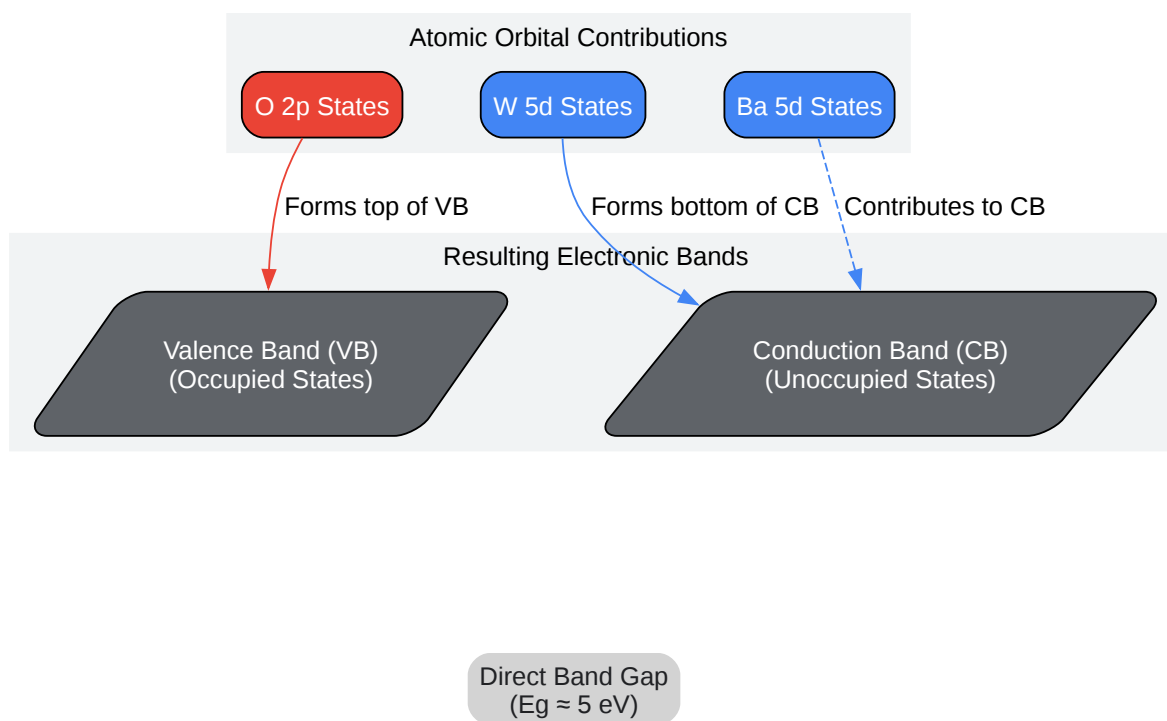 Atomic Orbital Contributions
O 2p States
W 5d States
Ba 5d States
Forms top of VB
Forms bottom of CB
Contributes to CB
Resulting Electronic Bands
Valence Band (VB)
(Occupied States)
Conduction Band (CB)
(Unoccupied States)
Direct Band Gap
(Eg ≈ 5 eV)